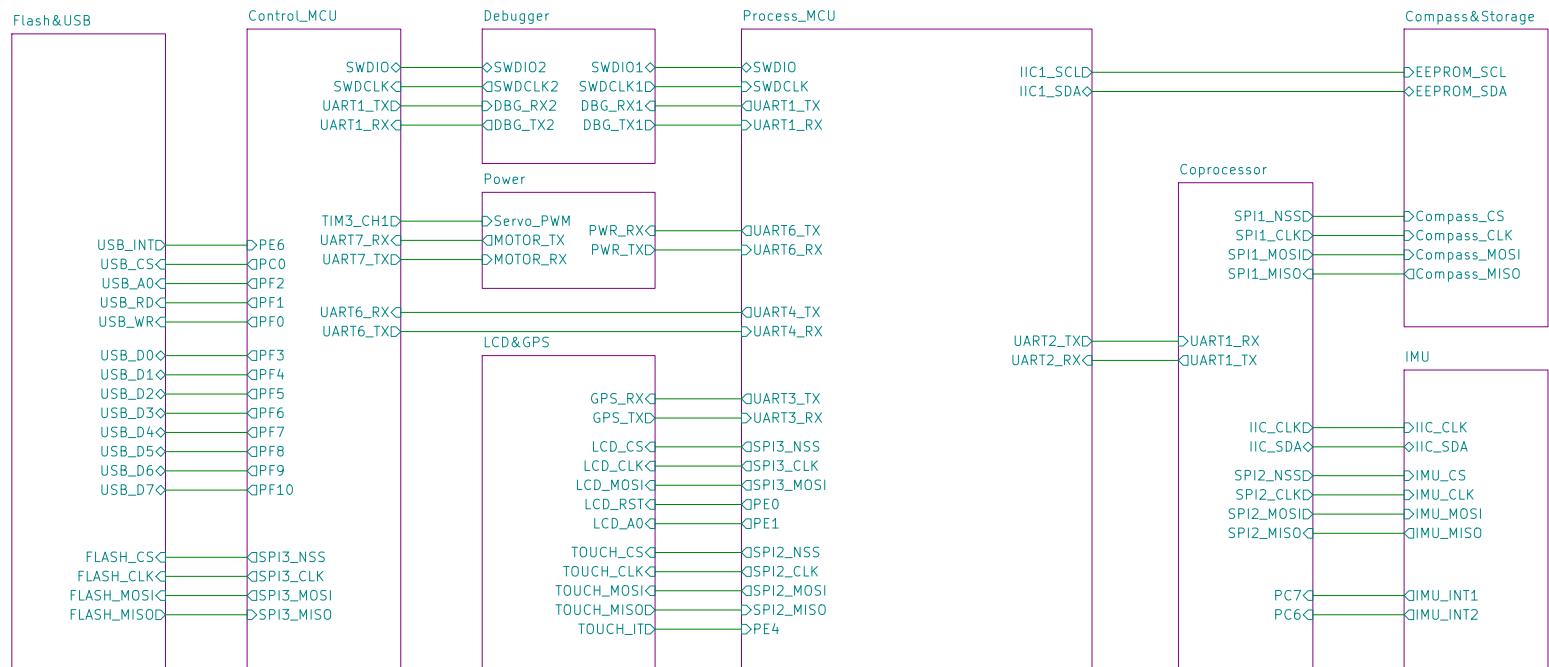 Flash&USB
USB_INT
USB_CS
USB_A0
USB_RD
USB_WR
USB_D0
USB_D1
USB_D2
USB_D3
USB_D4
USB_D5
USB_D6
USB_D7
FLASH_CS
FLASH_CLK
FLASH_MOSI
FLASH_MISO
Control_MCU
SWDIO
SWDCLK
UART1_TX
UART1_RX
TIM3_CH1
UART7_RX
UART7_TX
UART6_RX
UART6_TX
PE6
PC0
PF2
PF1
PF0
PF3
PF4
PF5
PF6
PF7
PF8
PF9
PF10
SPI3_NSS
SPI3_CLK
SPI3_MOSI
SPI3_MISO
Debugger
SWDIO2
SWDCLK2
DBG_RX2
DBG_TX2
SWDIO1
SWDCLK1
DBG_RX1
DBG_TX1
Power
Servo_PWM
MOTOR_TX
MOTOR_RX
PWR_RX
PWR_TX
LCD&GPS
GPS_RX
GPS_TX
LCD_CS
LCD_CLK
LCD_MOSI
LCD_RST
LCD_A0
TOUCH_CS
TOUCH_CLK
TOUCH_MOSI
TOUCH_MISO
TOUCH_IT
Process_MCU
SWDIO
SWDCLK
UART1_TX
UART1_RX
UART6_TX
UART6_RX
UART4_TX
UART4_RX
UART3_TX
UART3_RX
SPI3_NSS
SPI3_CLK
SPI3_MOSI
PE0
PE1
SPI2_NSS
SPI2_CLK
SPI2_MOSI
SPI2_MISO
PE4
IIC1_SCL
IIC1_SDA
UART2_TX
UART2_RX
Coprocessor
UART1_RX
UART1_TX
SPI1_NSS
SPI1_CLK
SPI1_MOSI
SPI1_MISO
IIC_CLK
IIC_SDA
SPI2_NSS
SPI2_CLK
SPI2_MOSI
SPI2_MISO
PC7
PC6
Compass&Storage
EEPROM_SCL
EEPROM_SDA
Compass_CS
Compass_CLK
Compass_MOSI
Compass_MISO
IMU
IIC_CLK
IIC_SDA
IMU_CS
IMU_CLK
IMU_MOSI
IMU_MISO
IMU_INT1
IMU_INT2